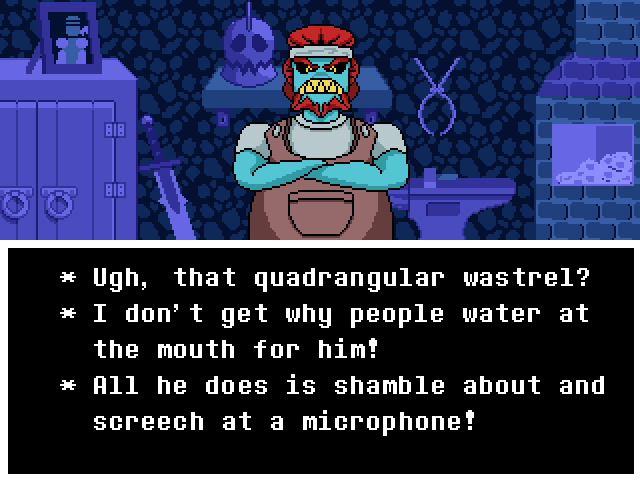 * Ugh, that quadrangular wastrel?
* I don't get why people water at
the mouth for him!
* All he does is shamble about and
screech at a microphone!